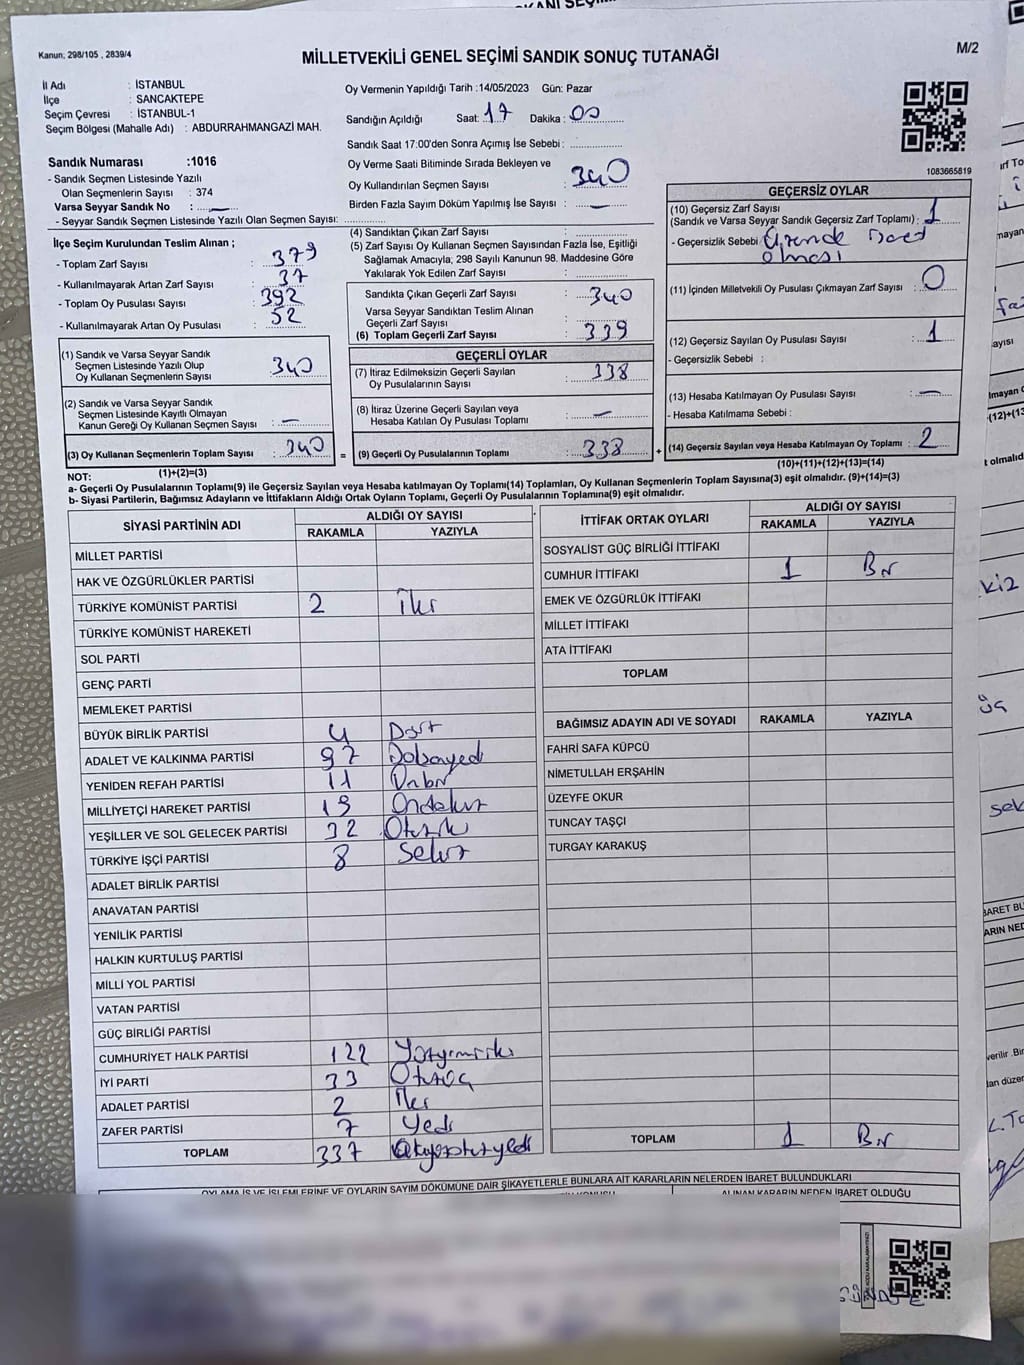 Kanun; 298/105 , 2839/4
MİLLETVEKİLİ GENEL SEÇİMİ SANDIK SONUÇ TUTANAĞI
M/2
İl Adı : İSTANBUL
İlçe : SANCAKTEPE
Seçim Çevresi : İSTANBUL-1
Seçim Bölgesi (Mahalle Adı) : ABDURRAHMANGAZİ MAH.
Oy Vermenin Yapıldığı Tarih :14/05/2023 Gün: Pazar
Sandığın Açıldığı Saat: 17 Dakika : 00
Sandık Saat 17:00'den Sonra Açımış İse Sebebi :
Sandık Numarası :1016
- Sandık Seçmen Listesinde Yazılı
Olan Seçmenlerin Sayısı : 374
Varsa Seyyar Sandık No :
- Seyyar Sandık Seçmen Listesinde Yazılı Olan Seçmen Sayısı:
Oy Verme Saati Bitiminde Sırada Bekleyen ve
Oy Kullandırılan Seçmen Sayısı : 340
Birden Fazla Sayım Döküm Yapılmış İse Sayısı : —
1083665819
İlçe Seçim Kurulundan Teslim Alınan ;
- Toplam Zarf Sayısı : 379
- Kullanılmayarak Artan Zarf Sayısı : 37
- Toplam Oy Pusulası Sayısı : 392
- Kullanılmayarak Artan Oy Pusulası : 52
(1) Sandık ve Varsa Seyyar Sandık
Seçmen Listesinde Yazılı Olup
Oy Kullanan Seçmenlerin Sayısı : 340
(2) Sandık ve Varsa Seyyar Sandık
Seçmen Listesinde Kayıtlı Olmayan
Kanun Gereği Oy Kullanan Seçmen Sayısı : —
(3) Oy Kullanan Seçmenlerin Toplam Sayısı : 340
(1)+(2)=(3)
(4) Sandıktan Çıkan Zarf Sayısı :
(5) Zarf Sayısı Oy Kullanan Seçmen Sayısından Fazla İse, Eşitliği
Sağlamak Amacıyla; 298 Sayılı Kanunun 98. Maddesine Göre
Yakılarak Yok Edilen Zarf Sayısı :
Sandıkta Çıkan Geçerli Zarf Sayısı : 340
Varsa Seyyar Sandıktan Teslim Alınan
Geçerli Zarf Sayısı :
(6) Toplam Geçerli Zarf Sayısı : 339
GEÇERLİ OYLAR
(7) İtiraz Edilmeksizin Geçerli Sayılan
Oy Pusulalarının Sayısı : 338
(8) İtiraz Üzerine Geçerli Sayılan veya
Hesaba Katılan Oy Pusulası Toplamı : —
= (9) Geçerli Oy Pusulalarının Toplamı : 338
GEÇERSİZ OYLAR
(10) Geçersiz Zarf Sayısı
(Sandık ve Varsa Seyyar Sandık Geçersiz Zarf Toplamı) : 1
- Geçersizlik Sebebi : üzerinde işaret
olması
(11) İçinden Milletvekili Oy Pusulası Çıkmayan Zarf Sayısı : 0
(12) Geçersiz Sayılan Oy Pusulası Sayısı : 1
- Geçersizlik Sebebi :
(13) Hesaba Katılmayan Oy Pusulası Sayısı : —
- Hesaba Katılmama Sebebi :
+ (14) Geçersiz Sayılan veya Hesaba Katılmayan Oy Toplamı : 2
(10)+(11)+(12)+(13)=(14)
NOT:
a- Geçerli Oy Pusulalarının Toplamı(9) ile Geçersiz Sayılan veya Hesaba katılmayan Oy Toplamı(14) Toplamları, Oy Kullanan Seçmenlerin Toplam Sayısına(3) eşit olmalıdır. (9)+(14)=(3)
b- Siyasi Partilerin, Bağımsız Adayların ve İttifakların Aldığı Ortak Oyların Toplamı, Geçerli Oy Pusulalarının Toplamına(9) eşit olmalıdır.
SİYASİ PARTİNİN ADI ALDIĞI OY SAYISI
RAKAMLA YAZIYLA
MİLLET PARTİSİ
HAK VE ÖZGÜRLÜKLER PARTİSİ
TÜRKİYE KOMÜNİST PARTİSİ 2 İki
TÜRKİYE KOMÜNİST HAREKETİ
SOL PARTİ
GENÇ PARTİ
MEMLEKET PARTİSİ
BÜYÜK BİRLİK PARTİSİ 4 Dört
ADALET VE KALKINMA PARTİSİ 97 Doksanyedi
YENİDEN REFAH PARTİSİ 11 Onbir
MİLLİYETÇİ HAREKET PARTİSİ 19 Ondokuz
YEŞİLLER VE SOL GELECEK PARTİSİ 32 Otuziki
TÜRKİYE İŞÇİ PARTİSİ 8 Sekiz
ADALET BİRLİK PARTİSİ
ANAVATAN PARTİSİ
YENİLİK PARTİSİ
HALKIN KURTULUŞ PARTİSİ
MİLLİ YOL PARTİSİ
VATAN PARTİSİ
GÜÇ BİRLİĞİ PARTİSİ
CUMHURİYET HALK PARTİSİ 122 Yüzyirmiiki
İYİ PARTİ 33 Otuzüç
ADALET PARTİSİ 2 İki
ZAFER PARTİSİ 7 Yedi
TOPLAM 337 Üçyüzotuzyedi
İTTİFAK ORTAK OYLARI ALDIĞI OY SAYISI
RAKAMLA YAZIYLA
SOSYALİST GÜÇ BİRLİĞİ İTTİFAKI
CUMHUR İTTİFAKI 1 Bir
EMEK VE ÖZGÜRLÜK İTTİFAKI
MİLLET İTTİFAKI
ATA İTTİFAKI
TOPLAM
BAĞIMSIZ ADAYIN ADI VE SOYADI RAKAMLA YAZIYLA
FAHRİ SAFA KÜPCÜ
NİMETULLAH ERŞAHİN
ÜZEYFE OKUR
TUNCAY TAŞÇI
TURGAY KARAKUŞ
TOPLAM 1 Bir
OYLAMA İŞ VE İŞLEMLERİNE VE OYLARIN SAYIM DÖKÜMÜNE DAİR ŞİKAYETLERLE BUNLARA AİT KARARLARIN NELERDEN İBARET BULUNDUKLARI
ALINAN KARARIN NEDEN İBARET OLDUĞU